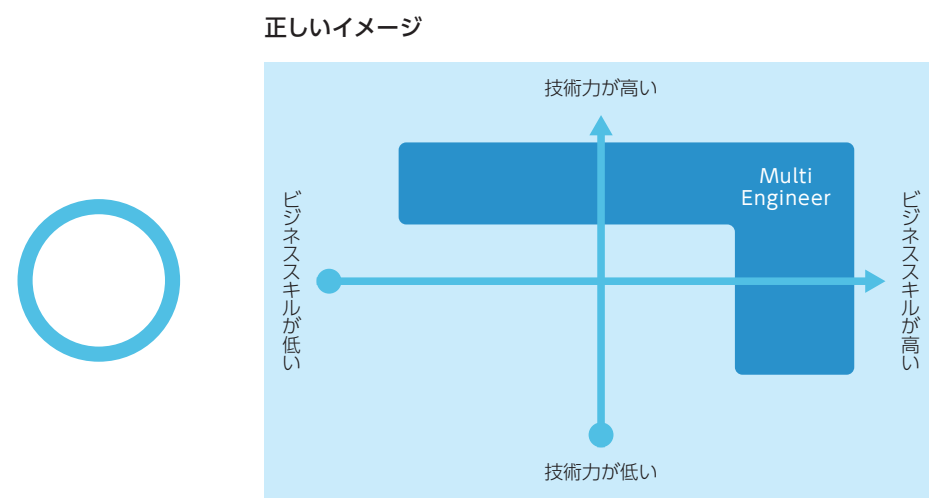 正しいイメージ
技術力が高い
Multi
Engineer
ビジネススキルが低い
ビジネススキルが高い
技術力が低い